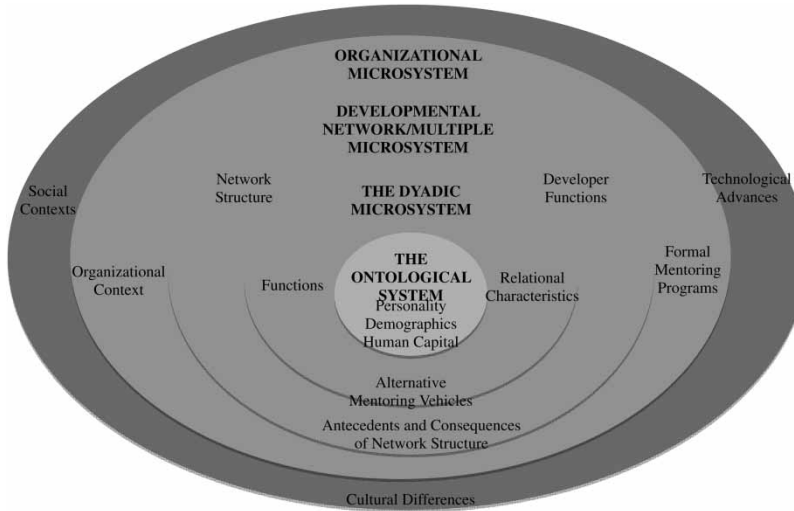 ORGANIZATIONAL
MICROSYSTEM
DEVELOPMENTAL
NETWORK/MULTIPLE
MICROSYSTEM
Social
Contexts
Network
Structure
THE DYADIC
MICROSYSTEM
Developer
Functions
Technological
Advances
Organizational
Context
Functions
THE
ONTOLOGICAL
SYSTEM
Personality
Demographics
Human Capital
Relational
Characteristics
Formal
Mentoring
Programs
Alternative
Mentoring Vehicles
Antecedents and Consequences
of Network Structure
Cultural Differences